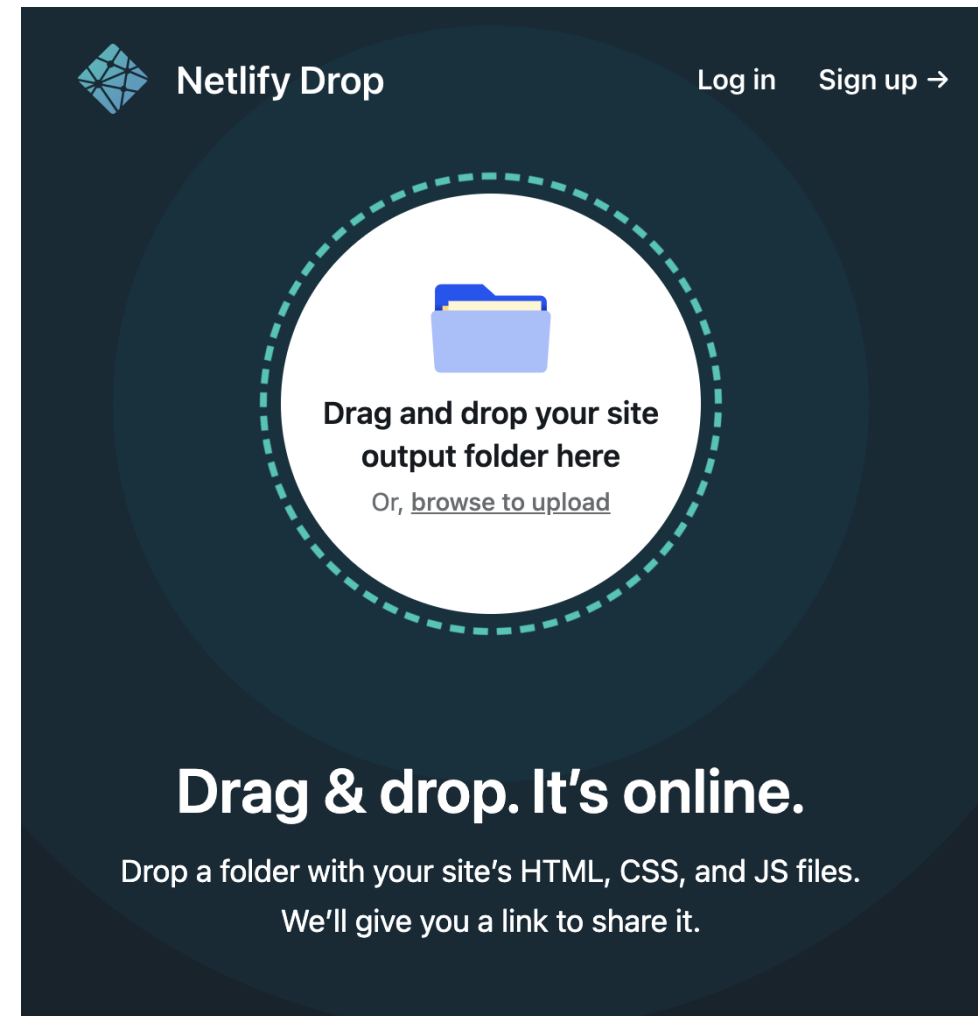 Netlify Drop
Log in
Sign up →
Drag and drop your site
output folder here
Or, browse to upload
Drag & drop. It’s online.
Drop a folder with your site’s HTML, CSS, and JS files.
We’ll give you a link to share it.